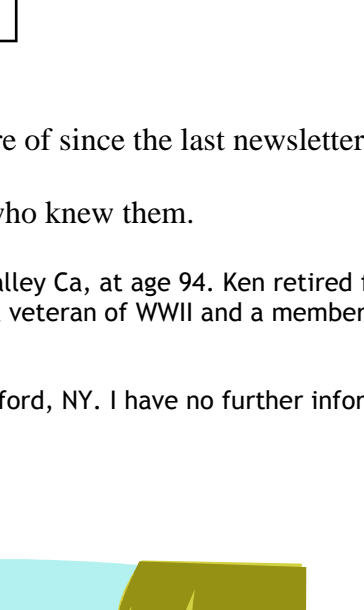 re of since the last newsletter
who knew them.
alley Ca, at age 94. Ken retired
veteran of WWII and a member
ford, NY. I have no further infor